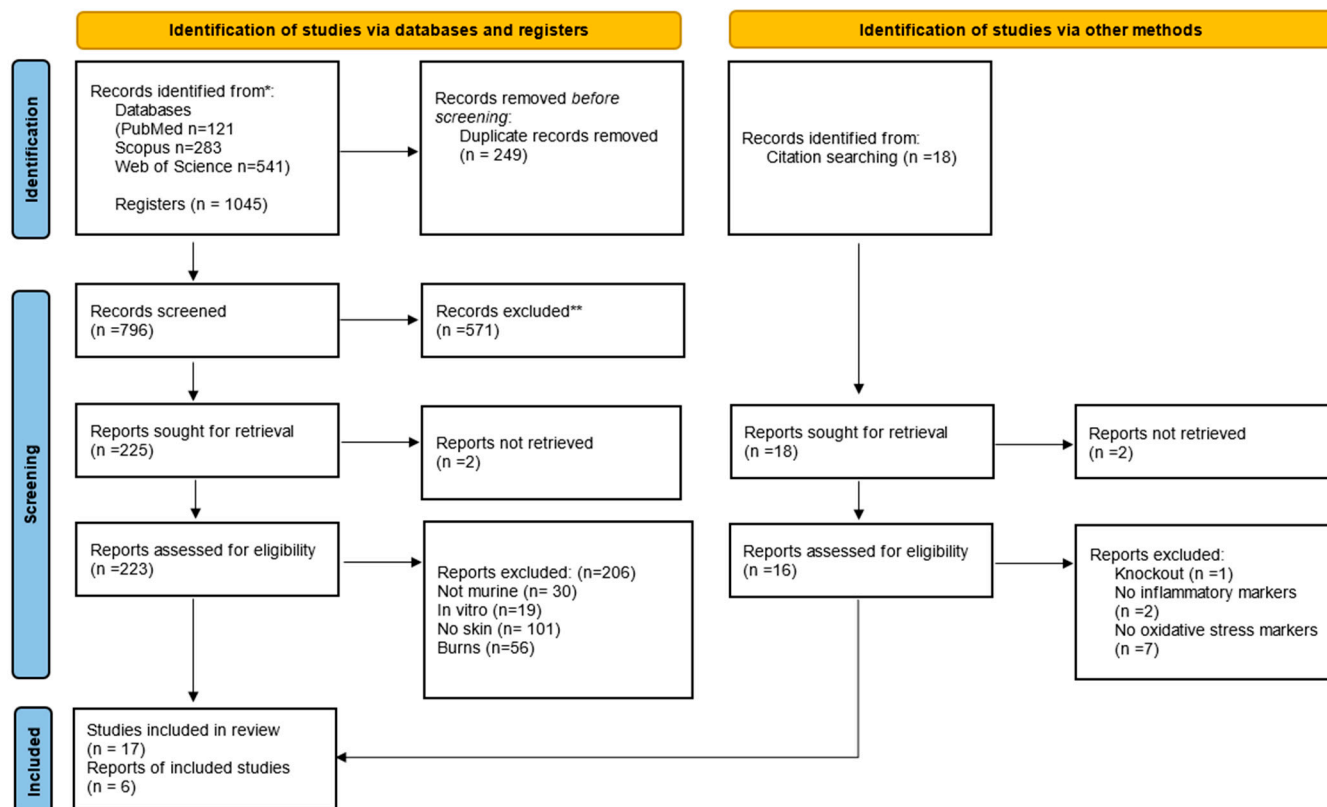 Identification of studies via databases and registers
Identification of studies via other methods
Identification
Records identified from*:
Databases
(PubMed n=121
Scopus n=283
Web of Science n=541)
Registers (n = 1045)
Records removed before
screening:
Duplicate records removed
(n = 249)
Records identified from:
Citation searching (n =18)
Screening
Records screened
(n =796)
Records excluded**
(n =571)
Reports sought for retrieval
(n =225)
Reports not retrieved
(n =2)
Reports sought for retrieval
(n =18)
Reports not retrieved
(n =2)
Reports assessed for eligibility
(n =223)
Reports excluded: (n=206)
Not murine (n= 30)
In vitro (n=19)
No skin (n= 101)
Burns (n=56)
Reports assessed for eligibility
(n =16)
Reports excluded:
Knockout (n =1)
No inflammatory markers
(n =2)
No oxidative stress markers
(n =7)
Included
Studies included in review
(n = 17)
Reports of included studies
(n = 6)